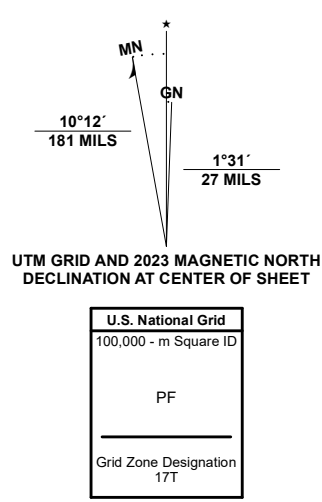 ★
MN
GN
10°12´
181 MILS
1°31´
27 MILS
UTM GRID AND 2023 MAGNETIC NORTH
DECLINATION AT CENTER OF SHEET
U.S. National Grid
100,000 - m Square ID
PF
Grid Zone Designation
17T